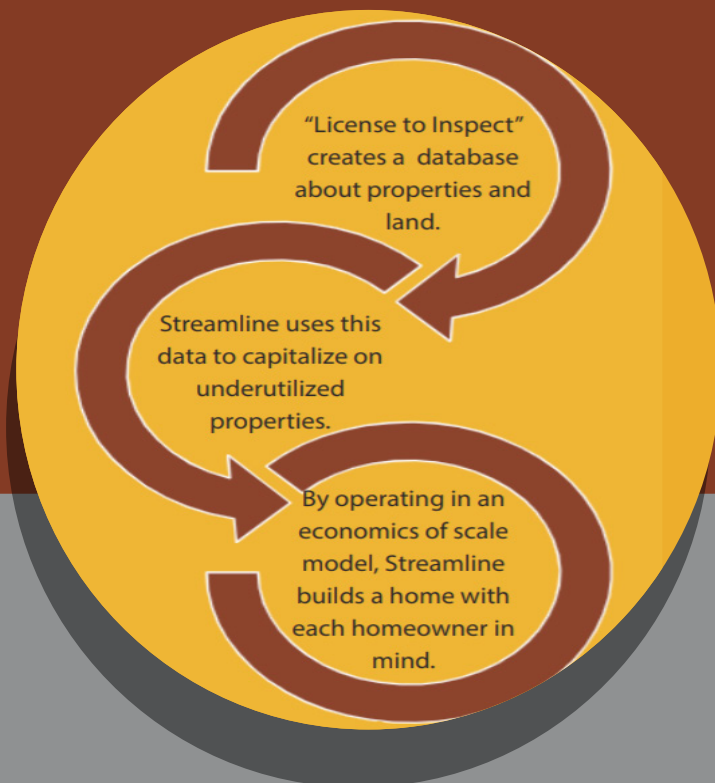 “License to Inspect”
creates a database
about properties and
land.
Streamline uses this
data to capitalize on
underutilized
properties.
By operating in an
economics of scale
model, Streamline
builds a home with
each homeowner in
mind.